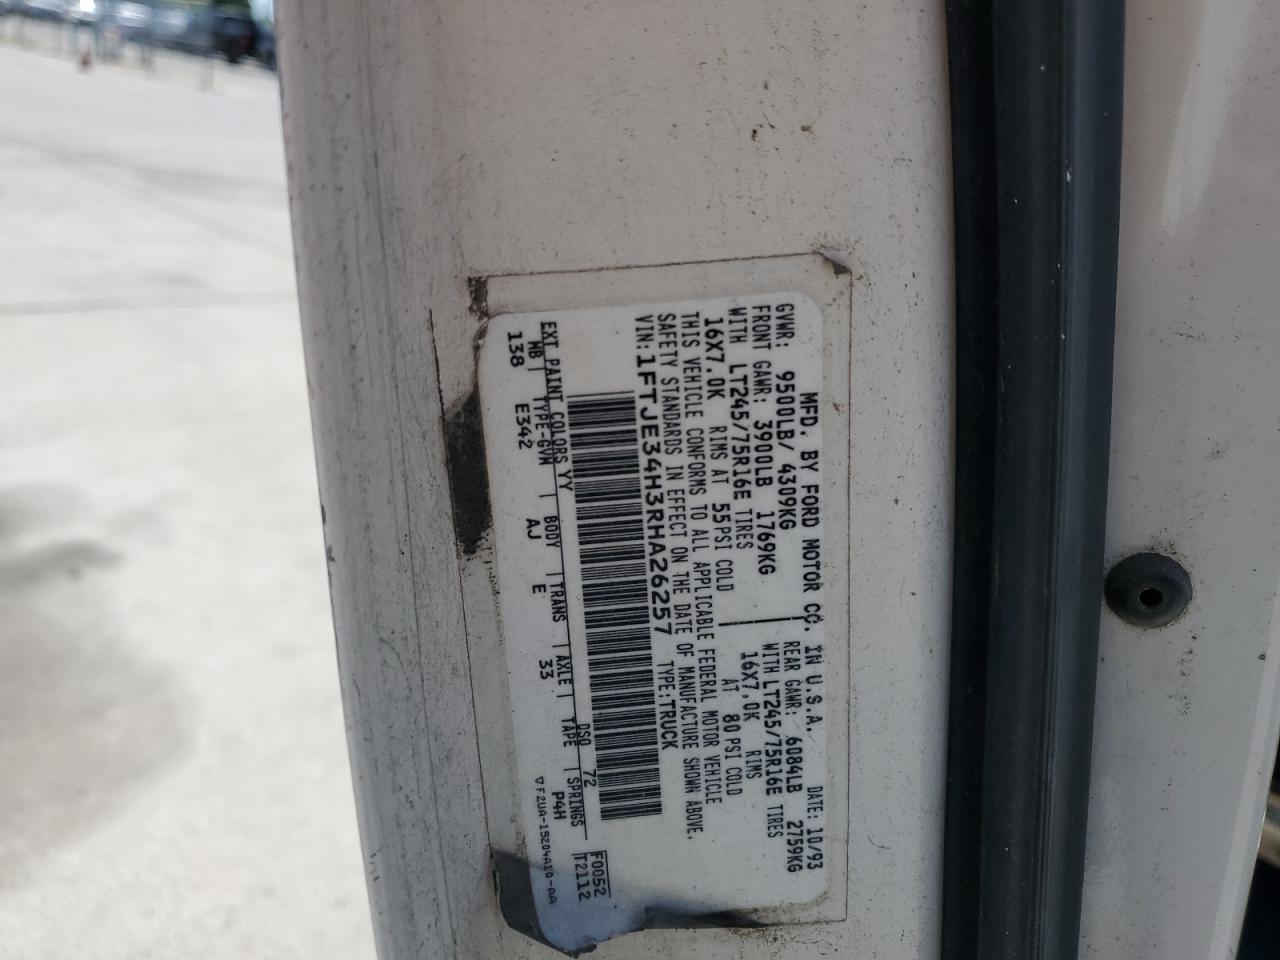 MFD. BY FORD MOTOR CO. IN U.S.A.
DATE: 10/93
GVWR: 9500LB/ 4309KG
FRONT GAWR: 3900LB 1769KG
REAR GAWR: 6084LB 2759KG
WITH LT245/75R16E TIRES
WITH LT245/75R16E TIRES
16X7.0K RIMS AT 55PSI COLD
16X7.0K RIMS
AT 80 PSI COLD
THIS VEHICLE CONFORMS TO ALL APPLICABLE FEDERAL MOTOR VEHICLE
SAFETY STANDARDS IN EFFECT ON THE DATE OF MANUFACTURE SHOWN ABOVE.
VIN: 1FTJE34H3RHA26257 TYPE: TRUCK
F0052
T2112
EXT PAINT COLORS YY DSO 72
WB | TYPE-GVW | BODY | TRANS | AXLE | TAPE | SPRINGS
138 E342 AJ E 33 P4H
▽F2UA-15204A10-AA